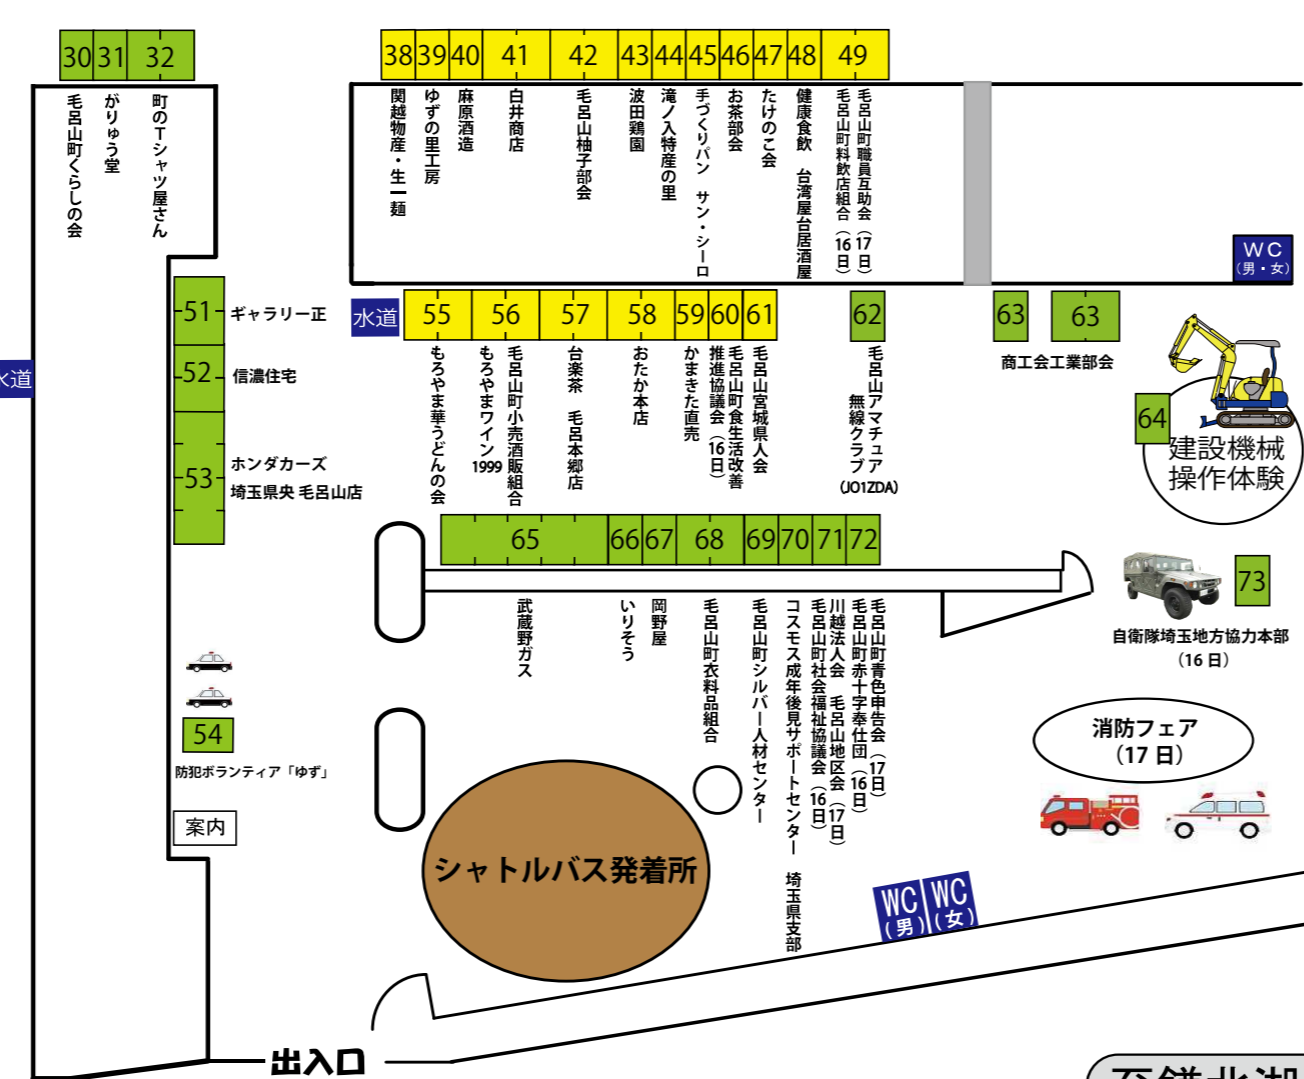 30 31 32
毛呂山町くらしの会
がりゅう堂
町のTシャツ屋さん
38 39 40 41 42 43 44 45 46 47 48 49
関越物産・生一麺
ゆずの里工房
麻原酒造
白井商店
毛呂山柚子部会
波田鶏園
滝ノ入特産の里
手づくりパン サン・シーロ
お茶部会
たけのこ会
健康食飲 台湾屋台居酒屋
毛呂山町料飲店組合(16日)
毛呂山町職員互助会(17日)
WC
(男・女)
51
ギャラリー正
52
信濃住宅
53
ホンダカーズ
埼玉県央 毛呂山店
水道
水道
55 56 57 58 59 60 61 62 63 63
もろやま華うどんの会
もろやまワイン1999
毛呂山町小売酒販組合
台楽茶 毛呂本郷店
おたか本店
かまきた直売
毛呂山町食生活改善
推進協議会(16日)
毛呂山宮城県人会
毛呂山アマチュア
無線クラブ
(JO1ZDA)
商工会工業部会
64
建設機械
操作体験
65 66 67 68 69 70 71 72
武蔵野ガス
いりそう
岡野屋
毛呂山町衣料品組合
毛呂山町シルバー人材センター
コスモス成年後見サポートセンター 埼玉県支部
毛呂山町社会福祉協議会(16日)
川越法人会 毛呂山地区会(17日)
毛呂山町赤十字奉仕団(16日)
毛呂山町青色申告会(17日)
73
自衛隊埼玉地方協力本部
(16日)
54
防犯ボランティア「ゆず」
案内
消防フェア
(17日)
シャトルバス発着所
WC
(男)
WC
(女)
出入口
至鎌北湖